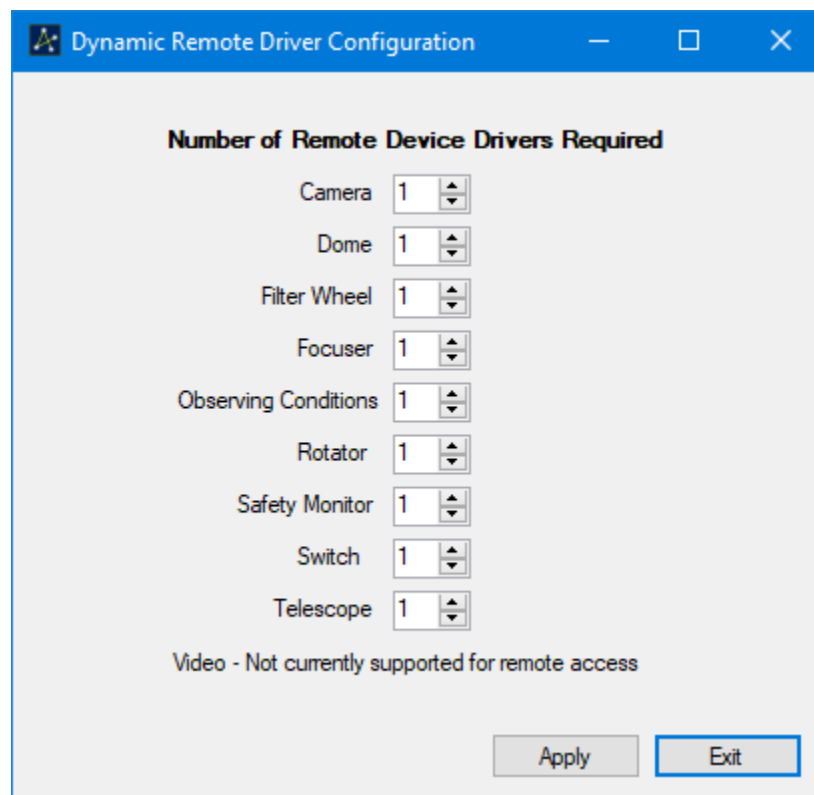 Dynamic Remote Driver Configuration
Number of Remote Device Drivers Required
Camera 1
Dome 1
Filter Wheel 1
Focuser 1
Observing Conditions 1
Rotator 1
Safety Monitor 1
Switch 1
Telescope 1
Video - Not currently supported for remote access
Apply Exit